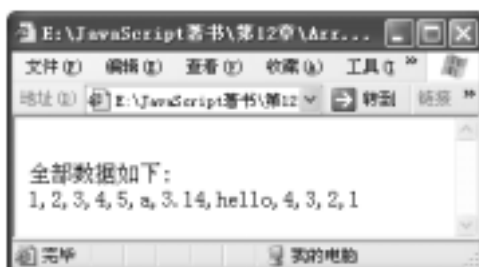 E:\JavaScript著书\第12章\Arr...
文件(F) 编辑(E) 查看(V) 收藏(A) 工具(T »
地址(D) E:\JavaScript著书\第12 转到 链接 »
全部数据如下:
1,2,3,4,5,a,3.14,hello,4,3,2,1
完毕 我的电脑